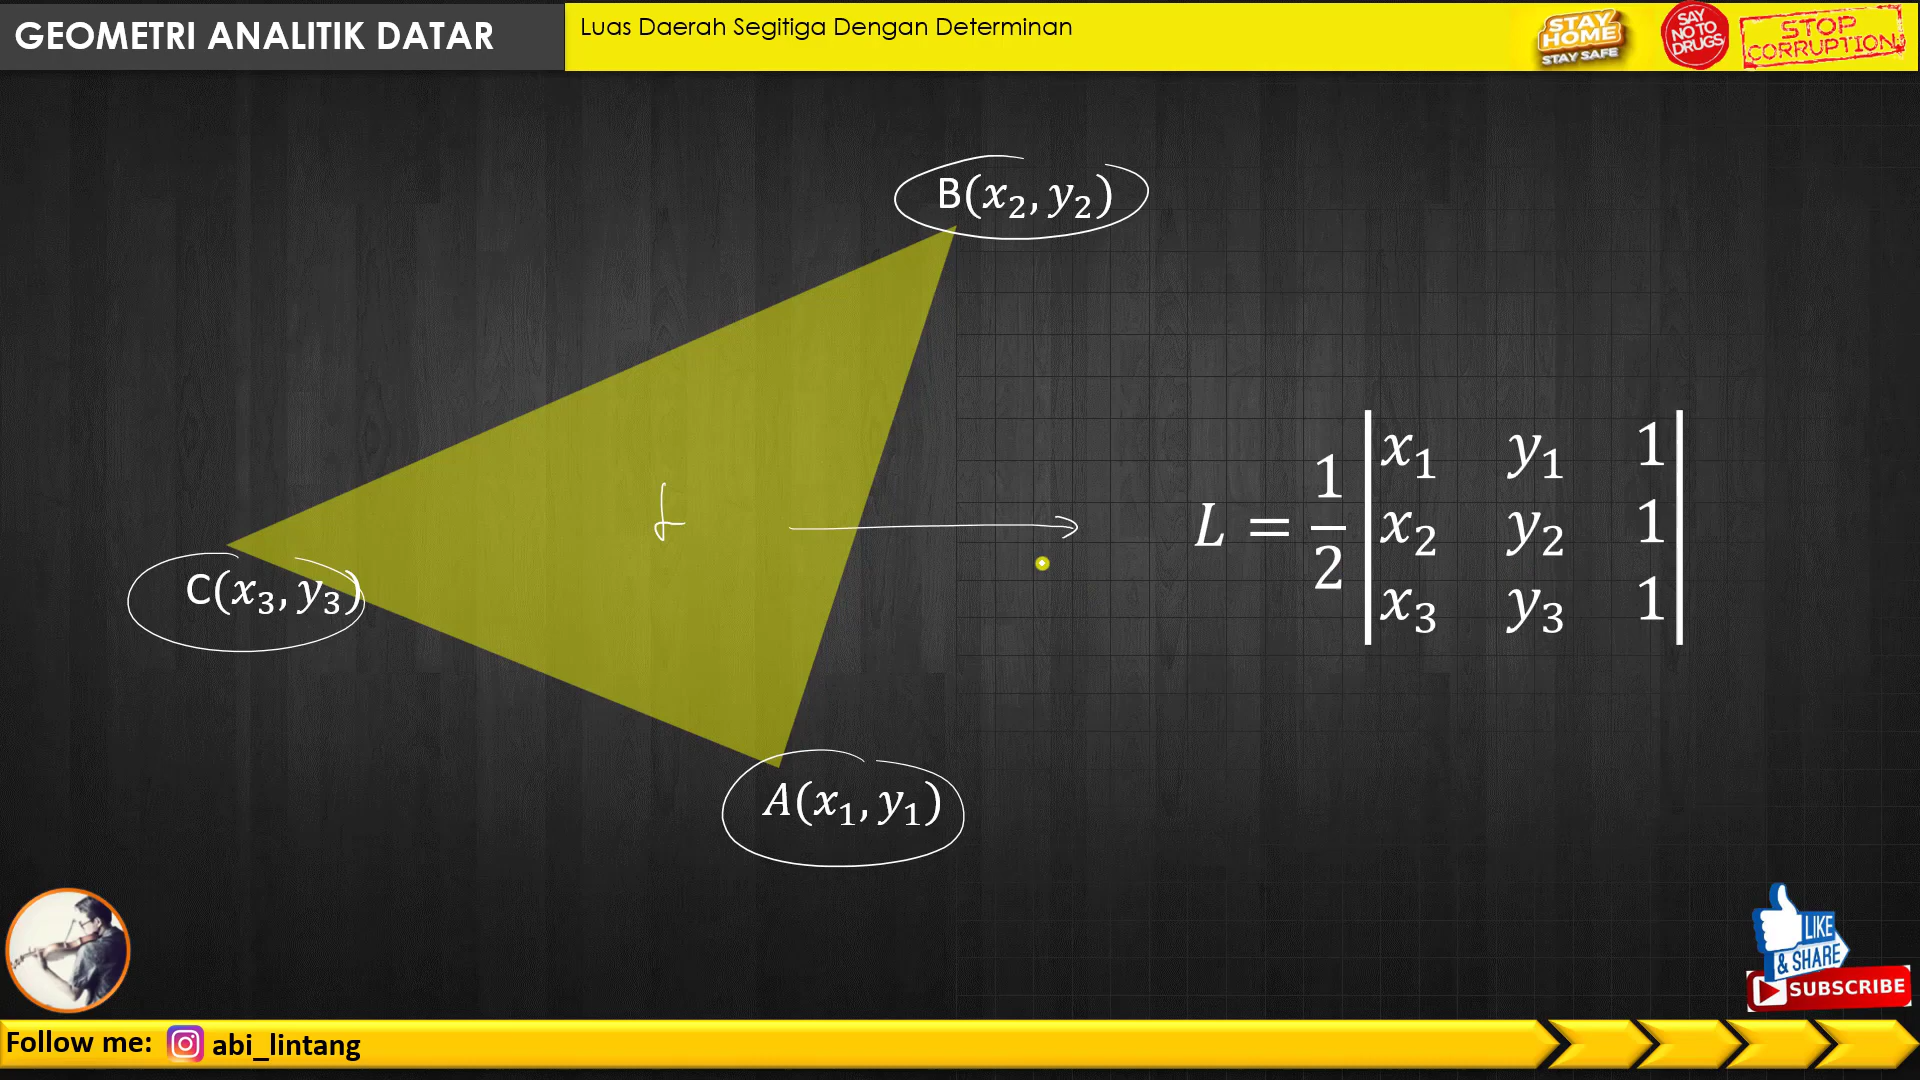 GEOMETRI ANALITIK DATAR
Luas Daerah Segitiga Dengan Determinan
STAY
HOME
STAY SAFE
SAY
NO TO
DRUGS
STOP
CORRUPTION
B(x₂, y₂)
C(x₃, y₃)
A(x₁, y₁)
L
L = 1/2 |x₁ y₁ 1|
|x₂ y₂ 1|
|x₃ y₃ 1|
LIKE
& SHARE
SUBSCRIBE
Follow me: abi_lintang